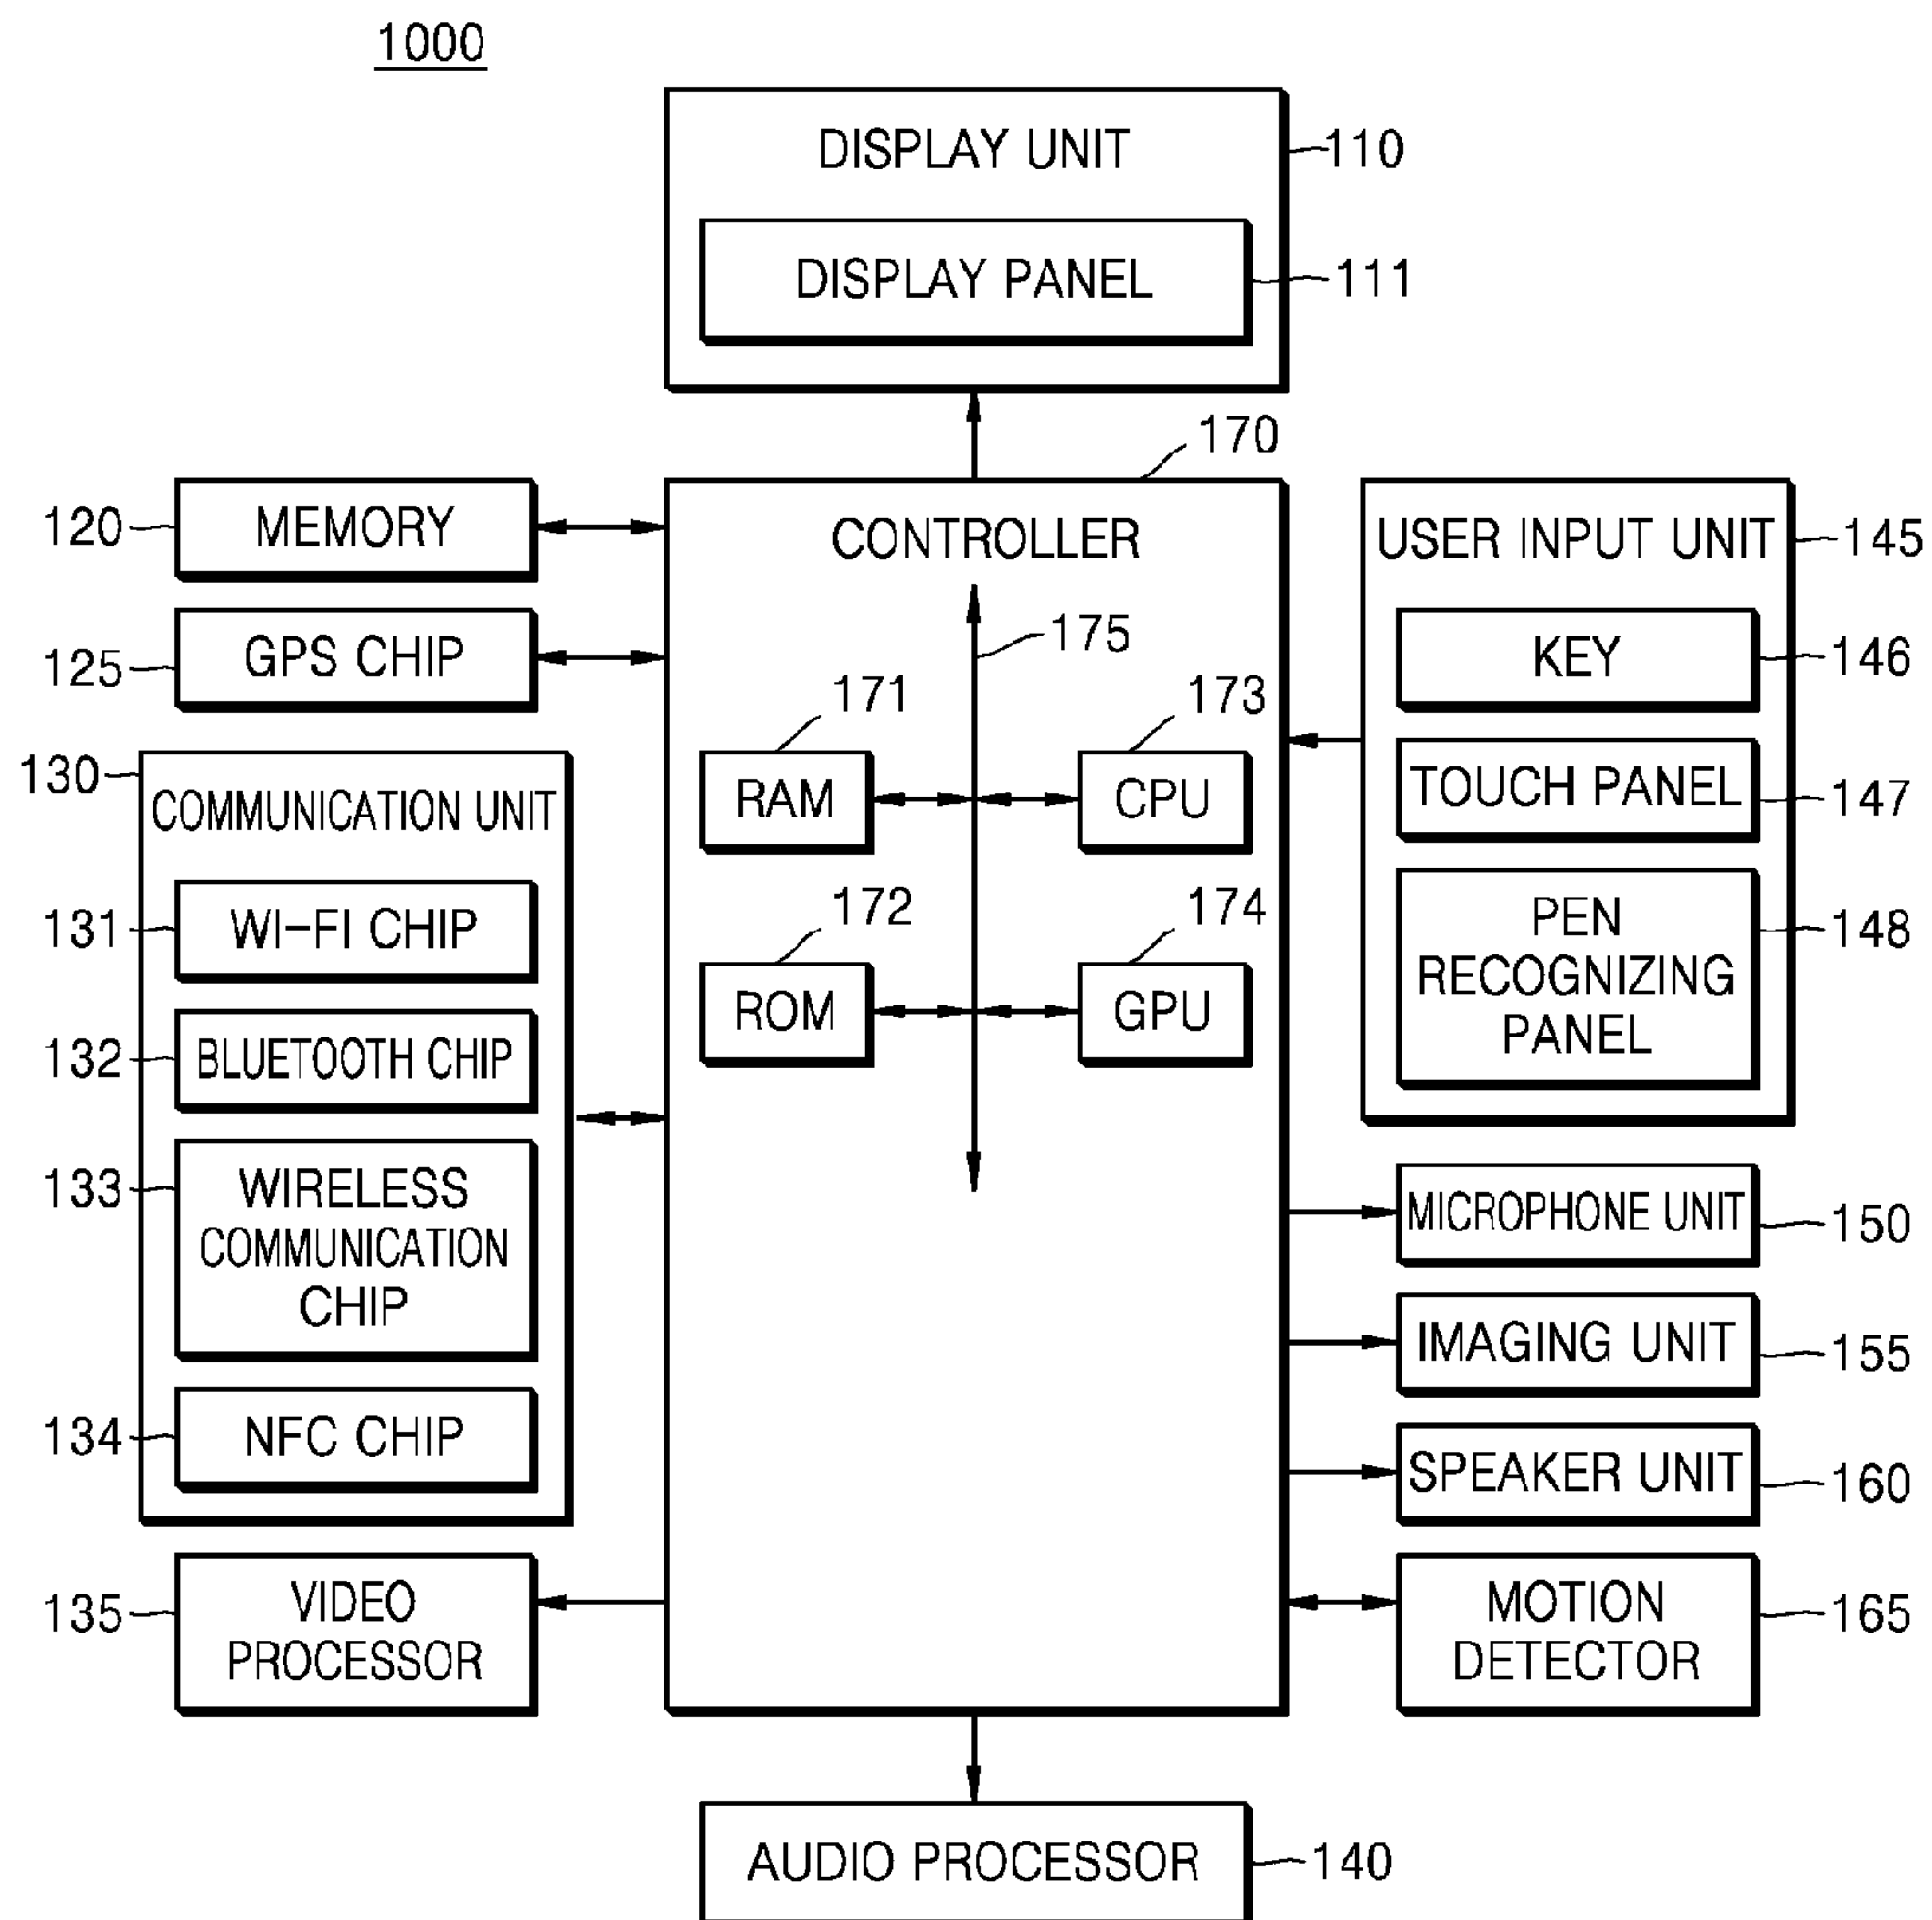 1000
DISPLAY UNIT
110
DISPLAY PANEL
111
170
120
MEMORY
CONTROLLER
USER INPUT UNIT
145
125
GPS CHIP
175
KEY
146
171
173
130
COMMUNICATION UNIT
RAM
CPU
TOUCH PANEL
147
131
WI-FI CHIP
172
174
PEN
RECOGNIZING
PANEL
148
132
BLUETOOTH CHIP
ROM
GPU
133
WIRELESS
COMMUNICATION
CHIP
MICROPHONE UNIT
150
IMAGING UNIT
155
134
NFC CHIP
SPEAKER UNIT
160
135
VIDEO
PROCESSOR
MOTION
DETECTOR
165
AUDIO PROCESSOR
140